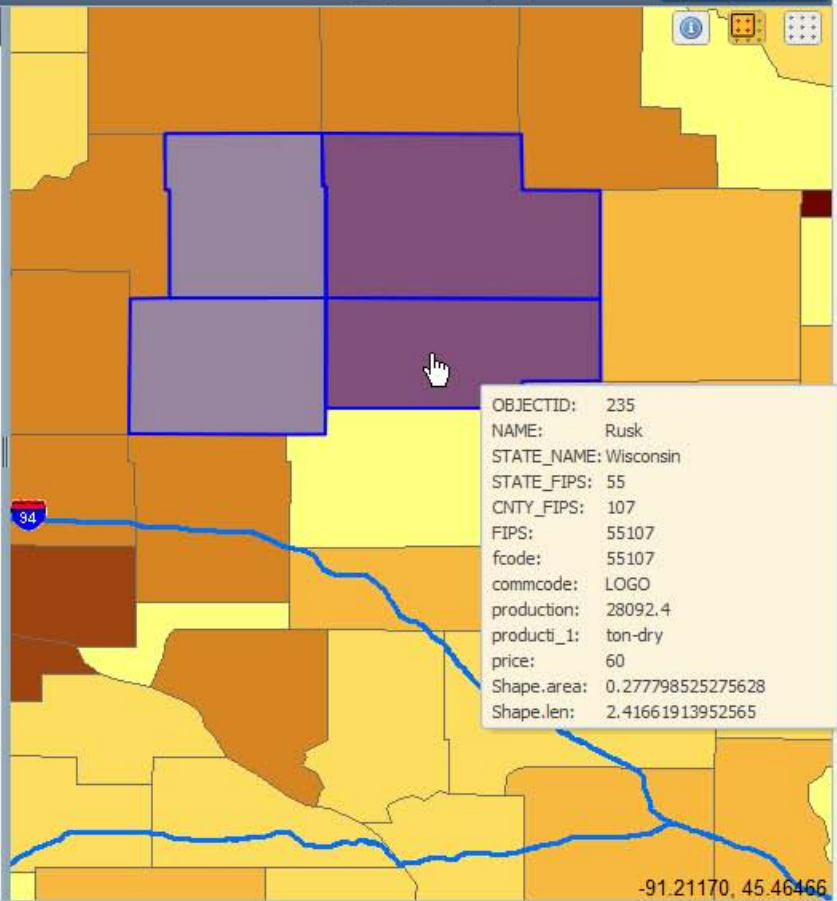 OBJECTID: 235
NAME: Rusk
STATE_NAME: Wisconsin
STATE_FIPS: 55
CNTY_FIPS: 107
FIPS: 55107
fcode: 55107
commcode: LOGO
94
production: 28092.4
producti_1: ton-dry
price: 60
Shape.area: 0.277798525275628
Shape.len: 2.41661913952565
-91.21170, 45.46466